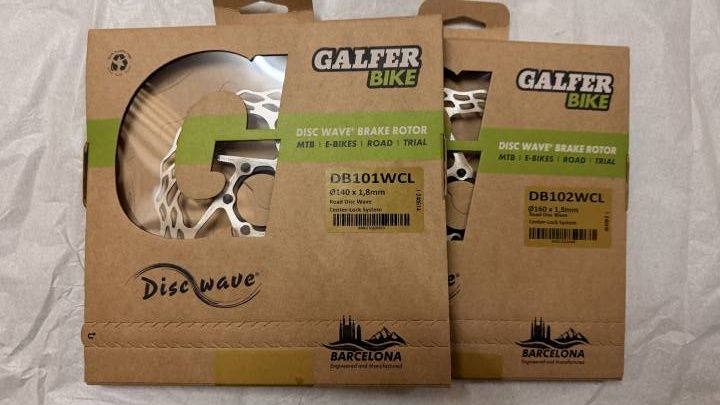 GALFER
BIKE
DISC WAVE® BRAKE ROTOR
MTB | E-BIKES | ROAD | TRIAL
DB101WCL
Ø140 x 1,8mm
Road Disc Wave
Center-Lock System
Disc wave®
BARCELONA
Engineered and Manufactured
GALFER
BIKE
DISC WAVE® BRAKE ROTOR
MTB | E-BIKES | ROAD | TRIAL
DB102WCL
Ø160 x 1,8mm
Road Disc Wave
Center-Lock System
BARCELONA
Engineered and Manufactured